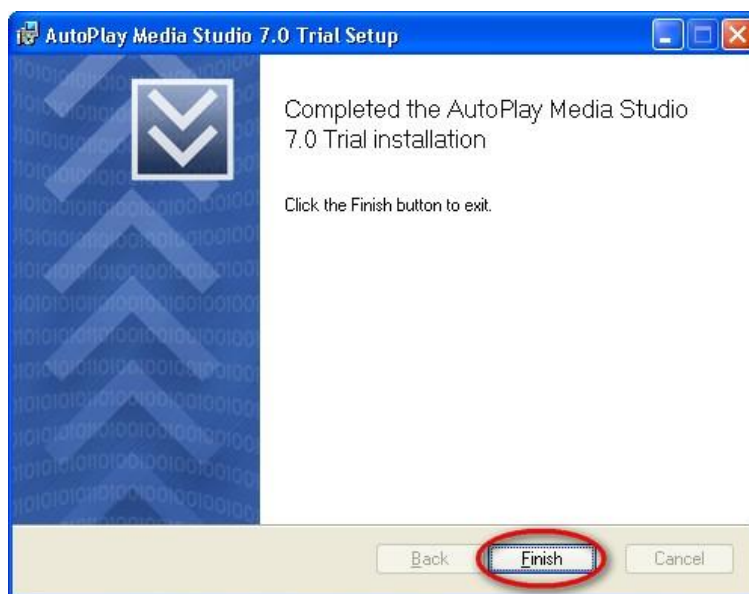 AutoPlay Media Studio 7.0 Trial Setup
Completed the AutoPlay Media Studio
7.0 Trial installation
Click the Finish button to exit.
Back Finish Cancel